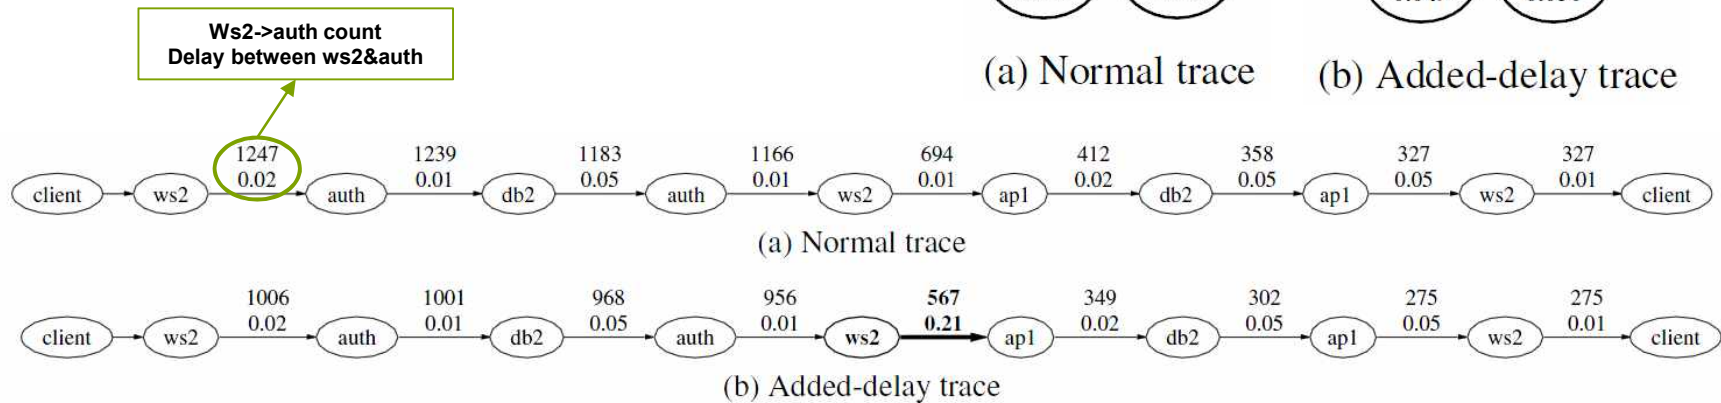 Ws2->auth count
Delay between ws2&auth
(a) Normal trace
(b) Added-delay trace
1247 1239 1183 1166 694 412 358 327 327
0.02 0.01 0.05 0.01 0.01 0.02 0.05 0.05 0.01
client ws2 auth db2 auth ws2 ap1 db2 ap1 ws2 client
(a) Normal trace
1006 1001 968 956 567 349 302 275 275
0.02 0.01 0.05 0.01 0.21 0.02 0.05 0.05 0.01
client ws2 auth db2 auth ws2 ap1 db2 ap1 ws2 client
(b) Added-delay trace